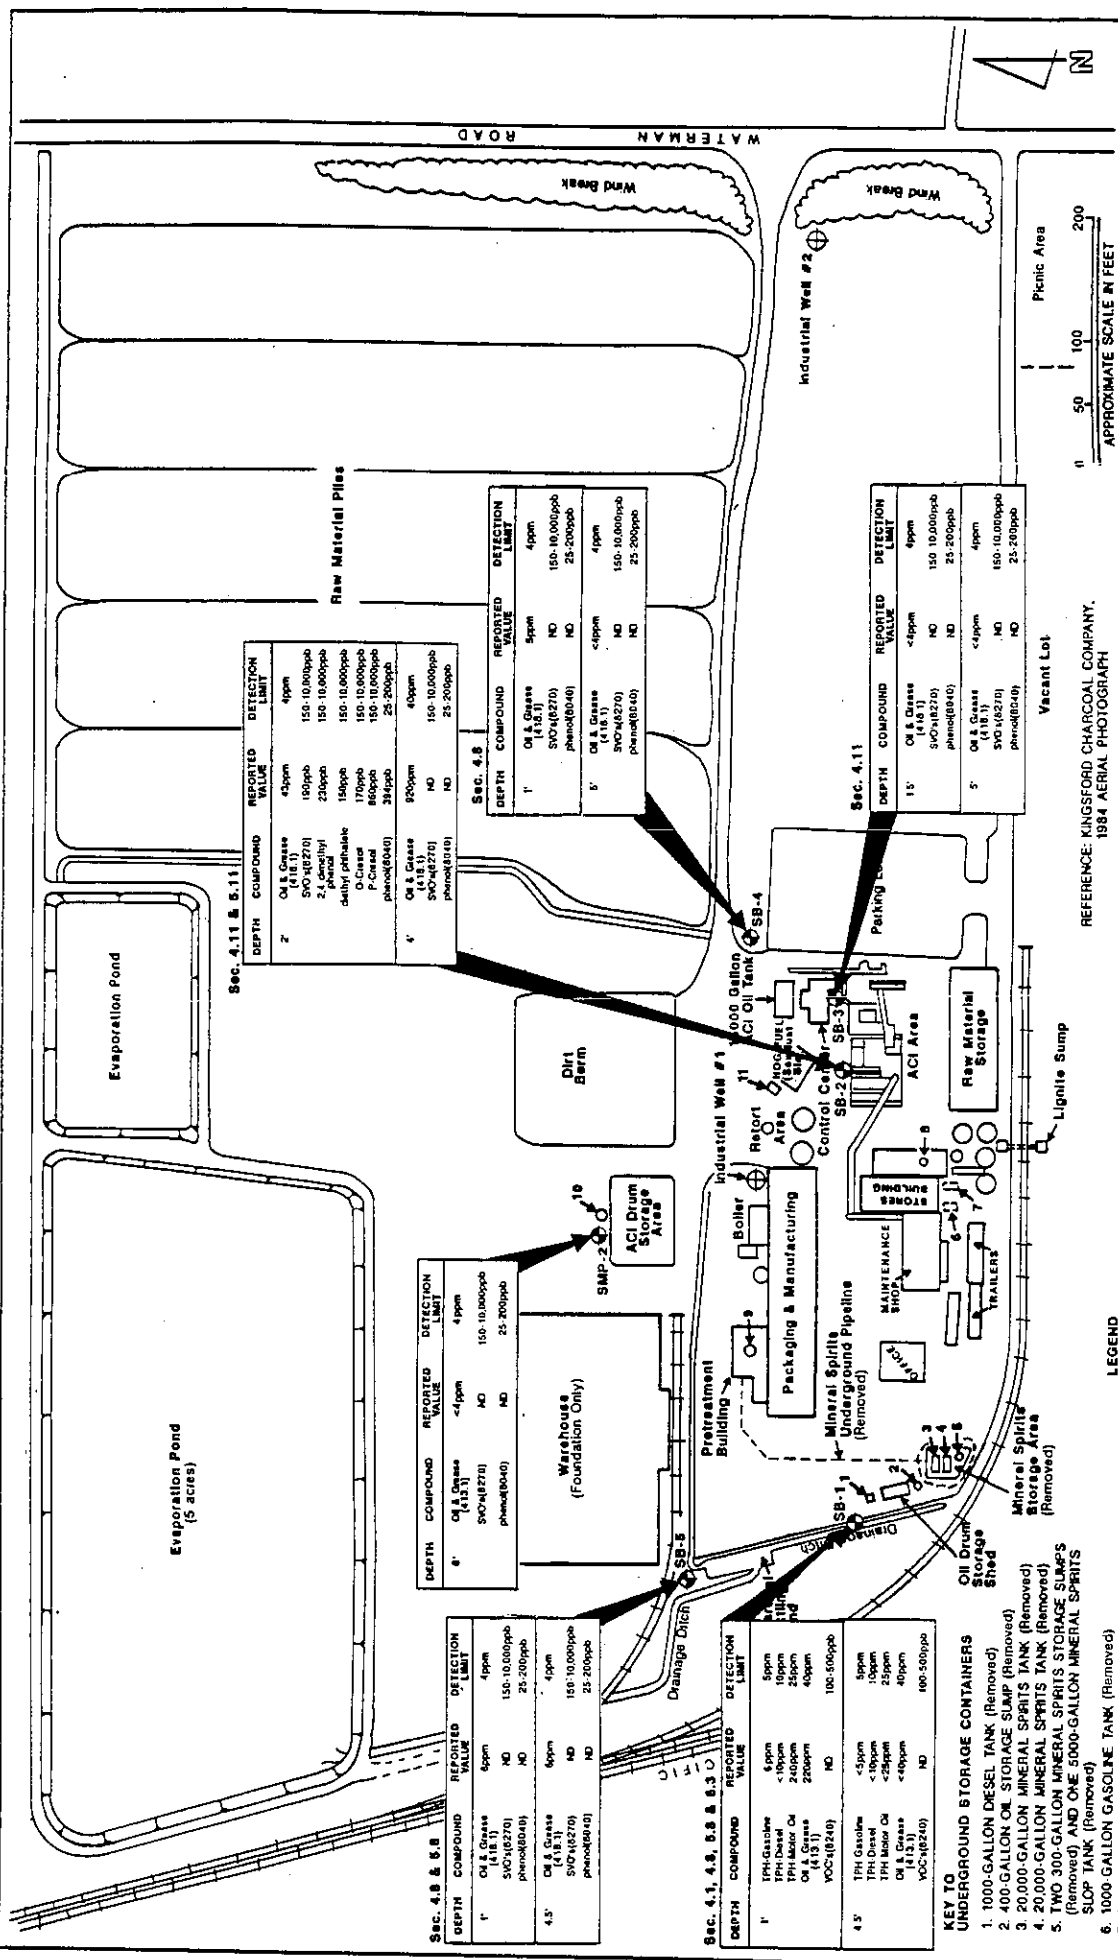 WATERMAN ROAD
Wind Break
Wind Break
N
Evaporation Pond
(5 acres)
Evaporation Pond
Raw Material Piles
Industrial Well #2
Picnic Area
Vacant Lot
0 50 100 200
APPROXIMATE SCALE IN FEET
REFERENCE: KINGSFORD CHARCOAL COMPANY,
1984 AERIAL PHOTOGRAPH
Sec. 4.11 & 5.11
DEPTH COMPOUND REPORTED VALUE DETECTION LIMIT
2' Oil & Grease (418.1) 43ppm 4ppm
SVO's(8270) 190ppb 150-10,000ppb
2,4 dimethyl phenol 230ppb 150-10,000ppb
diethyl phthalate 150ppb 150-10,000ppb
O-Cresol 170ppb 150-10,000ppb
P-Cresol 860ppb 150-10,000ppb
phenol(8040) 394ppb 25-200ppb
4' Oil & Grease (418.1) 920ppm 40ppm
SVO's(8270) ND 150-10,000ppb
phenol(8040) ND 25-200ppb
Sec. 4.8
DEPTH COMPOUND REPORTED VALUE DETECTION LIMIT
1' Oil & Grease (418.1) 5ppm 4ppm
SVO's(8270) ND 150-10,000ppb
phenol(8040) ND 25-200ppb
5' Oil & Grease (418.1) <4ppm 4ppm
SVO's(8270) ND 150-10,000ppb
phenol(8040) ND 25-200ppb
Sec. 4.11
DEPTH COMPOUND REPORTED VALUE DETECTION LIMIT
Oil & Grease (418.1) <4ppm 4ppm
SVO's(8270) ND 150 10,000ppb
phenol(8040) ND 25-200ppb
5' Oil & Grease (418.1) <4ppm 4ppm
SVO's(8270) ND 150-10,000ppb
phenol(8040) ND 25-200ppb
DEPTH COMPOUND REPORTED VALUE DETECTION LIMIT
Oil & Grease (413.1) <4ppm 4ppm
SVO's(8270) ND 150-10,000ppb
phenol(8040) ND 25-200ppb
Sec. 4.8 & 5.8
DEPTH COMPOUND REPORTED VALUE DETECTION LIMIT
1' Oil & Grease (418.1) 6ppm 4ppm
SVO's(8270) ND 150-10,000ppb
phenol(8040) ND 25-200ppb
4.5' Oil & Grease (418.1) 6ppm 4ppm
SVO's(8270) ND 150-10,000ppb
phenol(8040) ND 25-200ppb
Sec. 4.1, 4.8, 5.8 & 5.3
DEPTH COMPOUND REPORTED VALUE DETECTION LIMIT
1' TPH-Gasoline 6ppm 5ppm
TPH-Diesel <10ppm 10ppm
TPH-Motor Oil 240ppm 25ppm
Oil & Grease (413.1) 220ppm 40ppm
VOC's(8240) ND 100-500ppb
4.5' TPH Gasoline <5ppm 5ppm
TPH-Diesel <10ppm 10ppm
TPH Motor Oil <25ppm 25ppm
Oil & Grease (413.1) <40ppm 40ppm
VOC's(8240) ND 100-500ppb
Dirt Berm
SMP-2
10
ACI Drum Storage Area
Warehouse
(Foundation Only)
Industrial Well #1
Boiler
Pretreatment Building
9
Packaging & Manufacturing
Mineral Spirits
Underground Pipeline
(Removed)
Retort Area
11
HOG FUEL
Control Center
Gallon
ACI Oil Tank
SB-4
SB-3
SB-2
SB-5
SB-1
Parking
ACI Area
Raw Material Storage
Lignite Sump
STORES BUILDING
8
6
7
MAINTENANCE SHOP
TRAILERS
OFFICE
Drainage Ditch
Oil Drum Storage Shed
1
2
3
4
5
Mineral Spirits
Storage Area
(Removed)
KEY TO
UNDERGROUND STORAGE CONTAINERS
1. 1000-GALLON DIESEL TANK (Removed)
2. 400-GALLON OIL STORAGE SUMP (Removed)
3. 20,000-GALLON MINERAL SPIRITS TANK (Removed)
4. 20,000-GALLON MINERAL SPIRITS TANK (Removed)
5. TWO 300-GALLON MINERAL SPIRITS STORAGE SUMPS
(Removed) AND ONE 5000-GALLON MINERAL SPIRITS
SLOP TANK (Removed)
6. 1000-GALLON GASOLINE TANK (Removed)
LEGEND